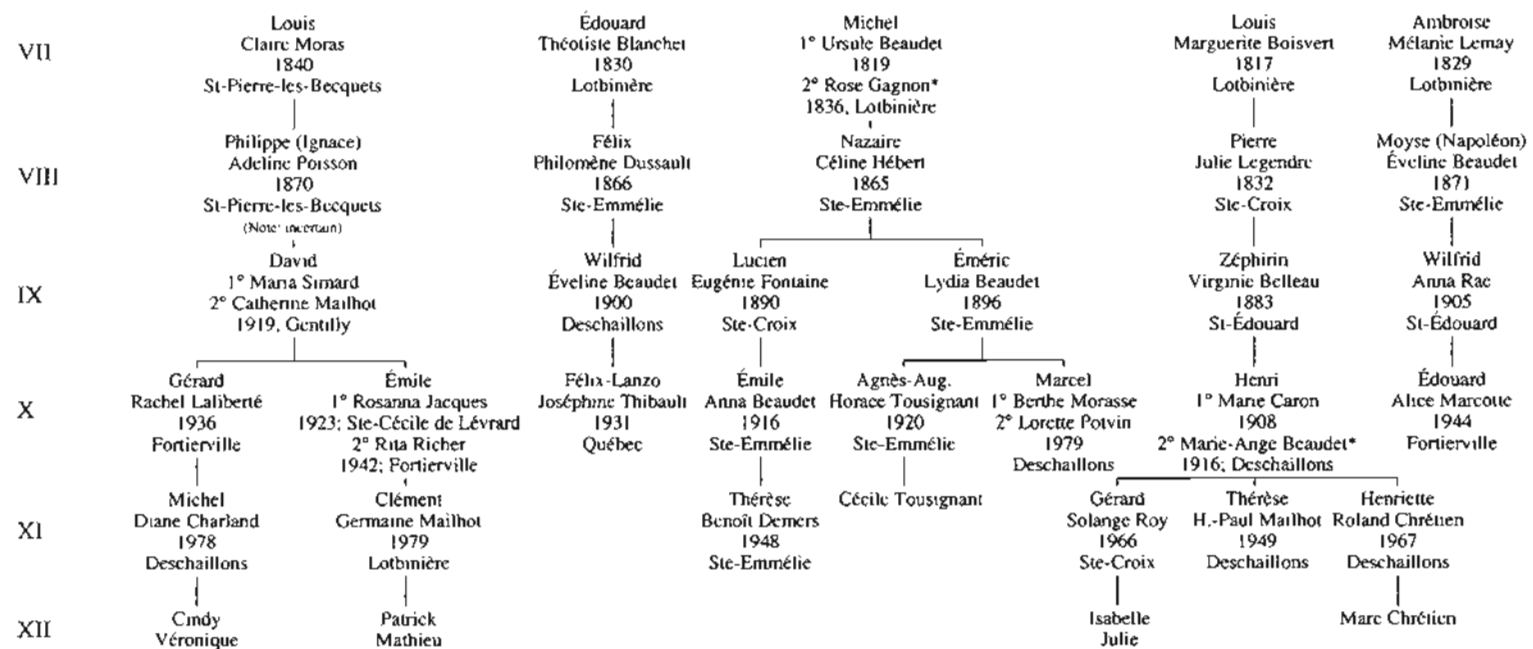 VII
Louis
Claire Moras
1840
St-Pierre-les-Becquets
Édouard
Théotiste Blanchet
1830
Lotbinière
Michel
1° Ursule Beaudet
1819
2° Rose Gagnon*
1836, Lotbinière
Louis
Marguerite Boisvert
1817
Lotbinière
Ambroise
Mélanie Lemay
1829
Lotbinière
VIII
Philippe (Ignace)
Adeline Poisson
1870
St-Pierre-les-Becquets
(Note: incertain)
Félix
Philomène Dussault
1866
Ste-Emmélie
Nazaire
Céline Hébert
1865
Ste-Emmélie
Pierre
Julie Legendre
1832
Ste-Croix
Moyse (Napoléon)
Éveline Beaudet
1871
Ste-Emmélie
IX
David
1° Maria Simard
2° Catherine Mailhot
1919, Gentilly
Wilfrid
Éveline Beaudet
1900
Deschaillons
Lucien
Eugénie Fontaine
1890
Ste-Croix
Éméric
Lydia Beaudet
1896
Ste-Emmélie
Zéphirin
Virginie Belleau
1883
St-Édouard
Wilfrid
Anna Rae
1905
St-Édouard
X
Gérard
Rachel Laliberté
1936
Fortierville
Émile
1° Rosanna Jacques
1923; Ste-Cécile de Lévrard
2° Rita Richer
1942; Fortierville
Félix-Lanzo
Joséphine Thibault
1931
Québec
Émile
Anna Beaudet
1916
Ste-Emmélie
Agnès-Aug.
Horace Tousignant
1920
Ste-Emmélie
Marcel
1° Berthe Morasse
2° Lorette Potvin
1979
Deschaillons
Henri
1° Marie Caron
1908
2° Marie-Ange Beaudet*
1916; Deschaillons
Édouard
Alice Marcotte
1944
Fortierville
XI
Michel
Diane Charland
1978
Deschaillons
Clément
Germaine Mailhot
1979
Lotbinière
Thérèse
Benoît Demers
1948
Ste-Emmélie
Cécile Tousignant
Gérard
Solange Roy
1966
Ste-Croix
Thérèse
H.-Paul Mailhot
1949
Deschaillons
Henriette
Roland Chrétien
1967
Deschaillons
XII
Cindy
Véronique
Patrick
Mathieu
Isabelle
Julie
Marc Chrétien